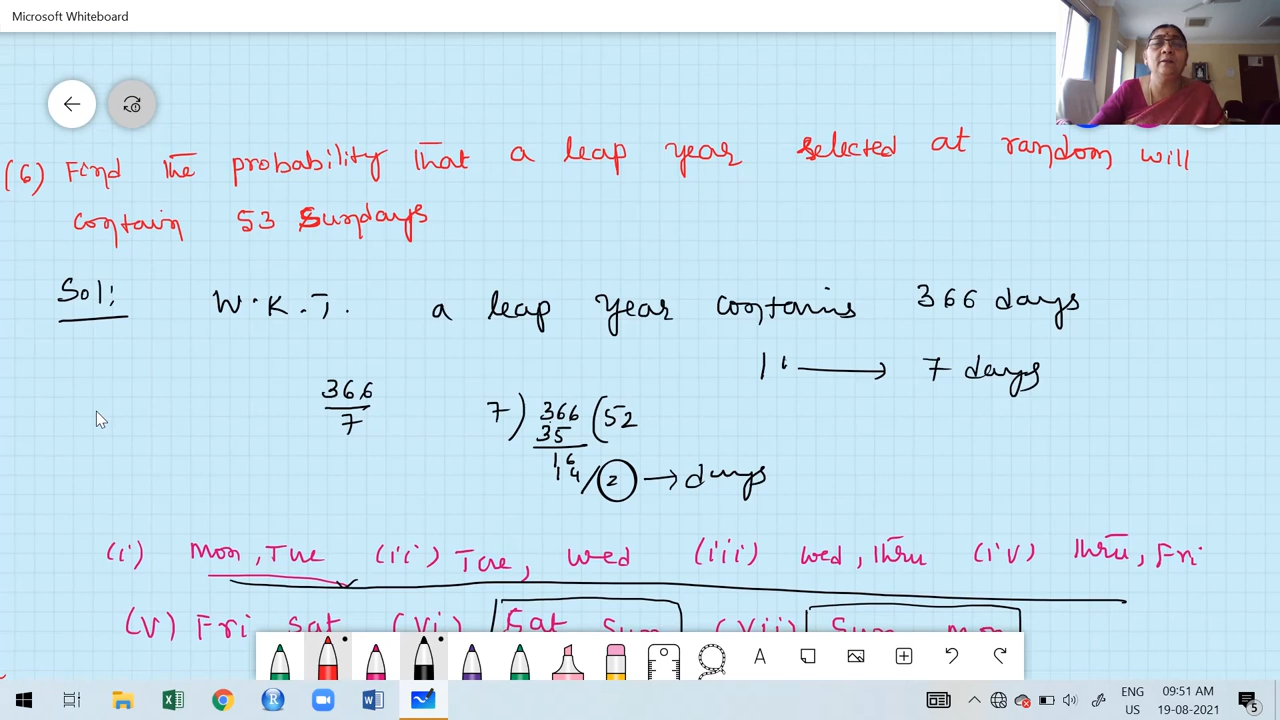 Microsoft Whiteboard
(6) Find the probability that a leap year selected at random will
contain 53 Sundays
Sol:
W.K.T. a leap year contains 366 days
1 → 7 days
366
7
7) 366 (52
35
16
14/2 → days
(i) Mon, Tue (ii) Tue, wed (iii) wed, thru (iv) thru, Fri
(v) Fri sat (vi) Sat Sun (vii) Sun mon
A
ENG
US
09:51 AM
19-08-2021
5